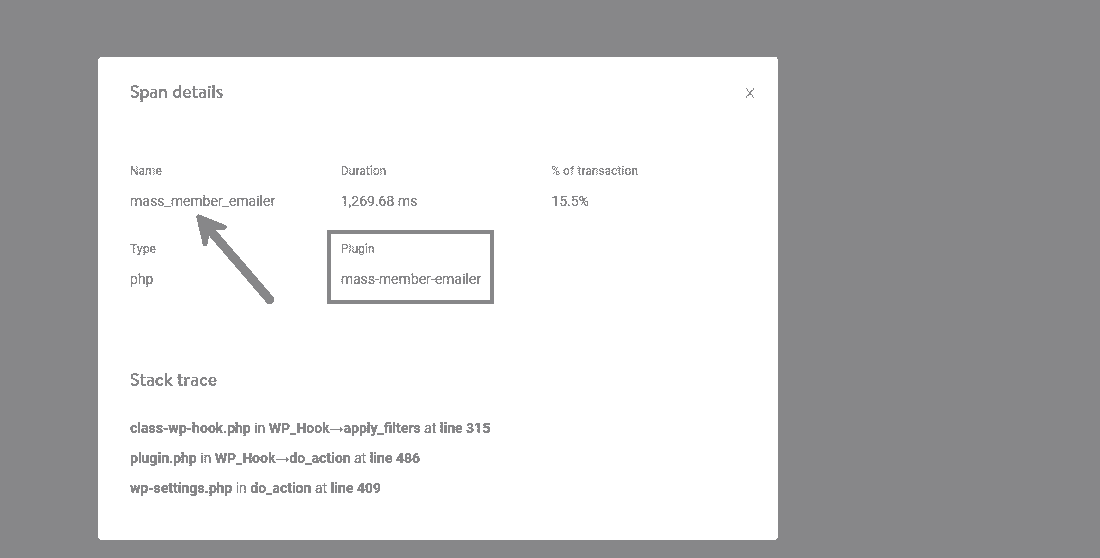 Span details
X
Name Duration % of transaction
mass_member_emailer 1,269.68 ms 15.5%
Type Plugin
php mass-member-emailer
Stack trace
class-wp-hook.php in WP_Hook→apply_filters at line 315
plugin.php in WP_Hook→do_action at line 486
wp-settings.php in do_action at line 409